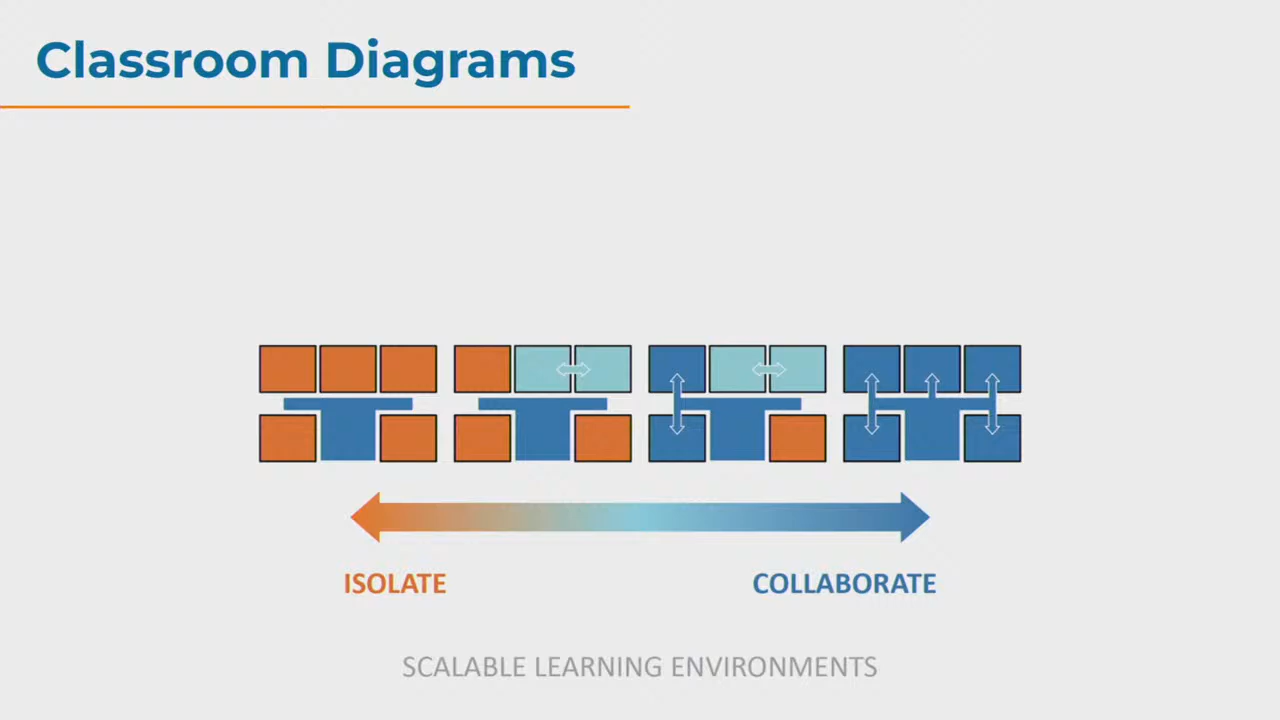 Classroom Diagrams
ISOLATE
COLLABORATE
SCALABLE LEARNING ENVIRONMENTS